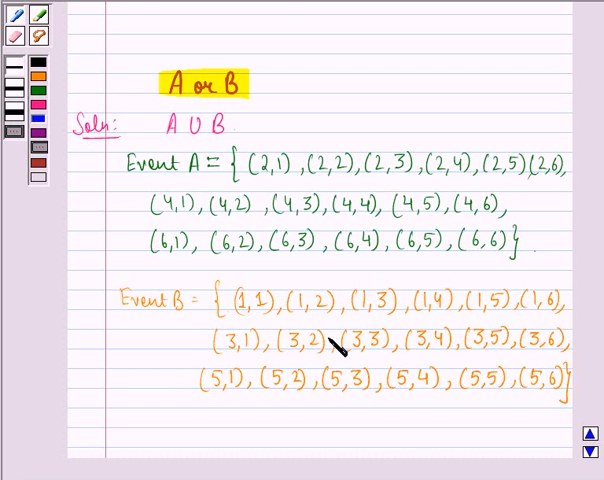 A or B
Soln: A U B
Event A = { (2,1) , (2,2), (2,3), (2,4), (2,5) (2,6),
(4,1), (4,2) , (4,3), (4,4), (4,5), (4,6),
(6,1), (6,2), (6,3), (6,4), (6,5), (6,6)} .
Event B = { (1,1), (1,2), (1,3), (1,4), (1,5), (1,6),
(3,1), (3,2), (3,3), (3,4), (3,5), (3,6),
(5,1), (5,2), (5,3), (5,4), (5,5), (5,6)}